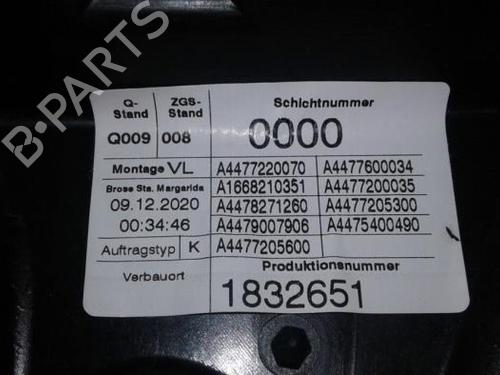 B-PARTS
Q-Stand
ZGS-Stand
Schichtnummer
Q009
008
0000
Montage VL
A4477220070
A4477600034
Brose Sta. Margarida
A1668210351
A4477200035
09.12.2020
A4478271260
A4477205300
00:34:46
A4479007906
A4475400490
Auftragstyp
K
A4477205600
Verbauort
Produktionsnummer
1832651